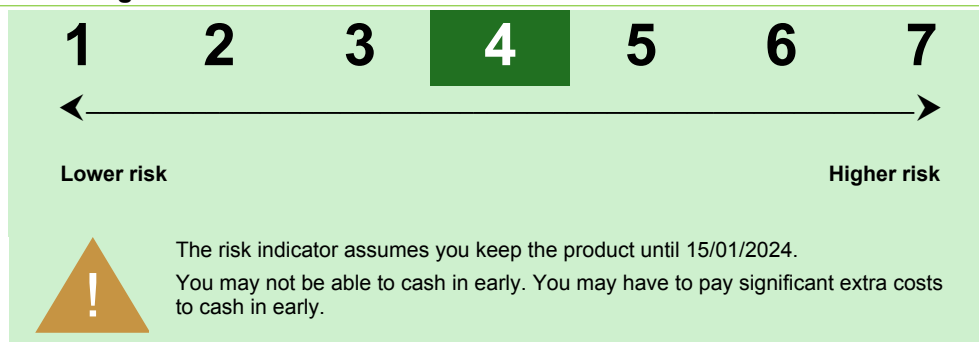 1 2 3 4 5 6 7
Lower risk Higher risk
!
The risk indicator assumes you keep the product until 15/01/2024.
You may not be able to cash in early. You may have to pay significant extra costs
to cash in early.